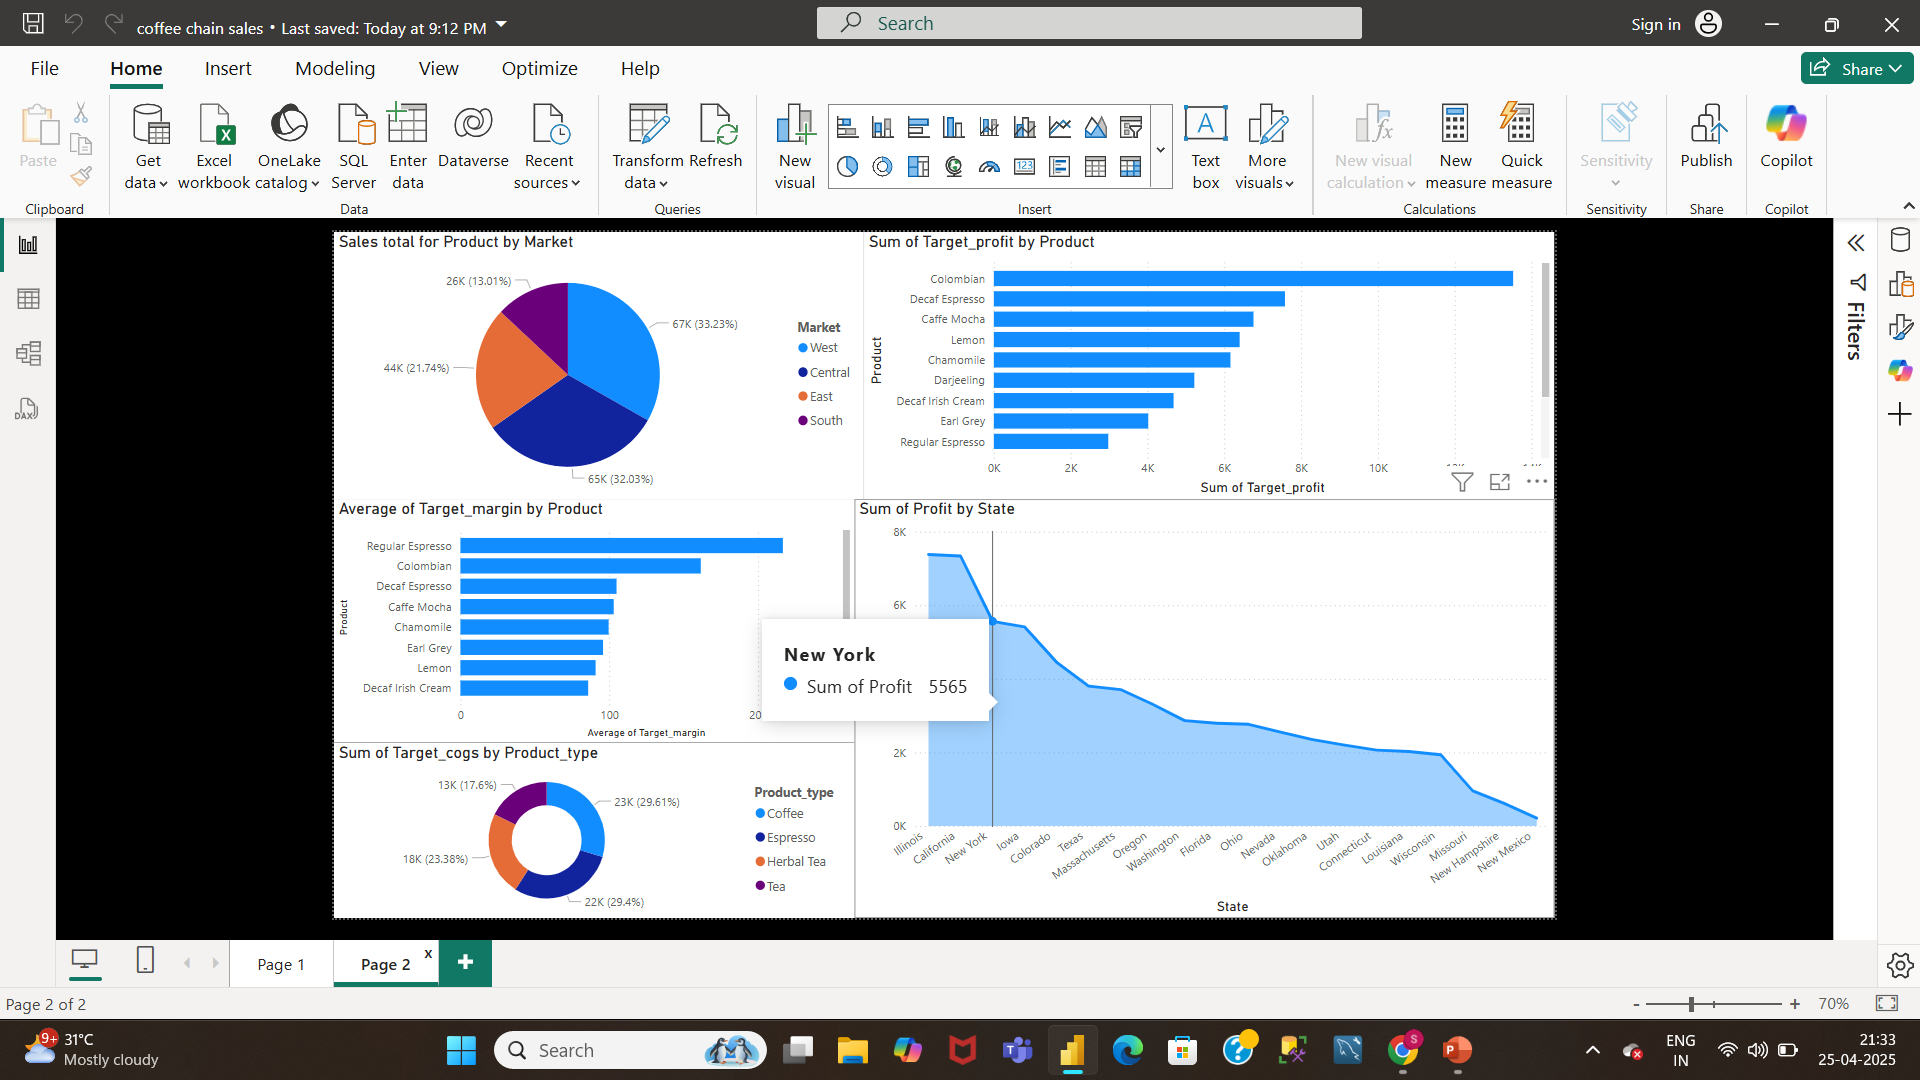 coffee chain sales • Last saved: Today at 9:12 PM
Search
Sign in
File
Home
Insert
Modeling
View
Optimize
Help
Share
Paste
Get data
Excel workbook
OneLake catalog
SQL Server
Enter data
Dataverse
Recent sources
Transform data
Refresh
New visual
Text box
More visuals
New visual calculation
New measure
Quick measure
Sensitivity
Publish
Copilot
Clipboard
Data
Queries
Insert
Calculations
Sensitivity
Share
Copilot
Sales total for Product by Market
26K (13.01%)
67K (33.23%)
44K (21.74%)
65K (32.03%)
Market
West
Central
East
South
Sum of Target_profit by Product
Product
Colombian
Decaf Espresso
Caffe Mocha
Lemon
Chamomile
Darjeeling
Decaf Irish Cream
Earl Grey
Regular Espresso
0K 2K 4K 6K 8K 10K
Sum of Target_profit
Average of Target_margin by Product
Product
Regular Espresso
Colombian
Decaf Espresso
Caffe Mocha
Chamomile
Earl Grey
Lemon
Decaf Irish Cream
0 100
Average of Target_margin
Sum of Target_cogs by Product_type
13K (17.6%)
23K (29.61%)
18K (23.38%)
22K (29.4%)
Product_type
Coffee
Espresso
Herbal Tea
Tea
Sum of Profit by State
8K
6K
2K
0K
New York
Sum of Profit 5565
Illinois
California
New York
Iowa
Colorado
Texas
Massachusetts
Oregon
Washington
Florida
Ohio
Nevada
Oklahoma
Utah
Connecticut
Louisiana
Wisconsin
Missouri
New Hampshire
New Mexico
State
Filters
DAX
Page 1
Page 2
x
+
Page 2 of 2
- + 70%
9+
31°C
Mostly cloudy
Search
ENG
IN
21:33
25-04-2025